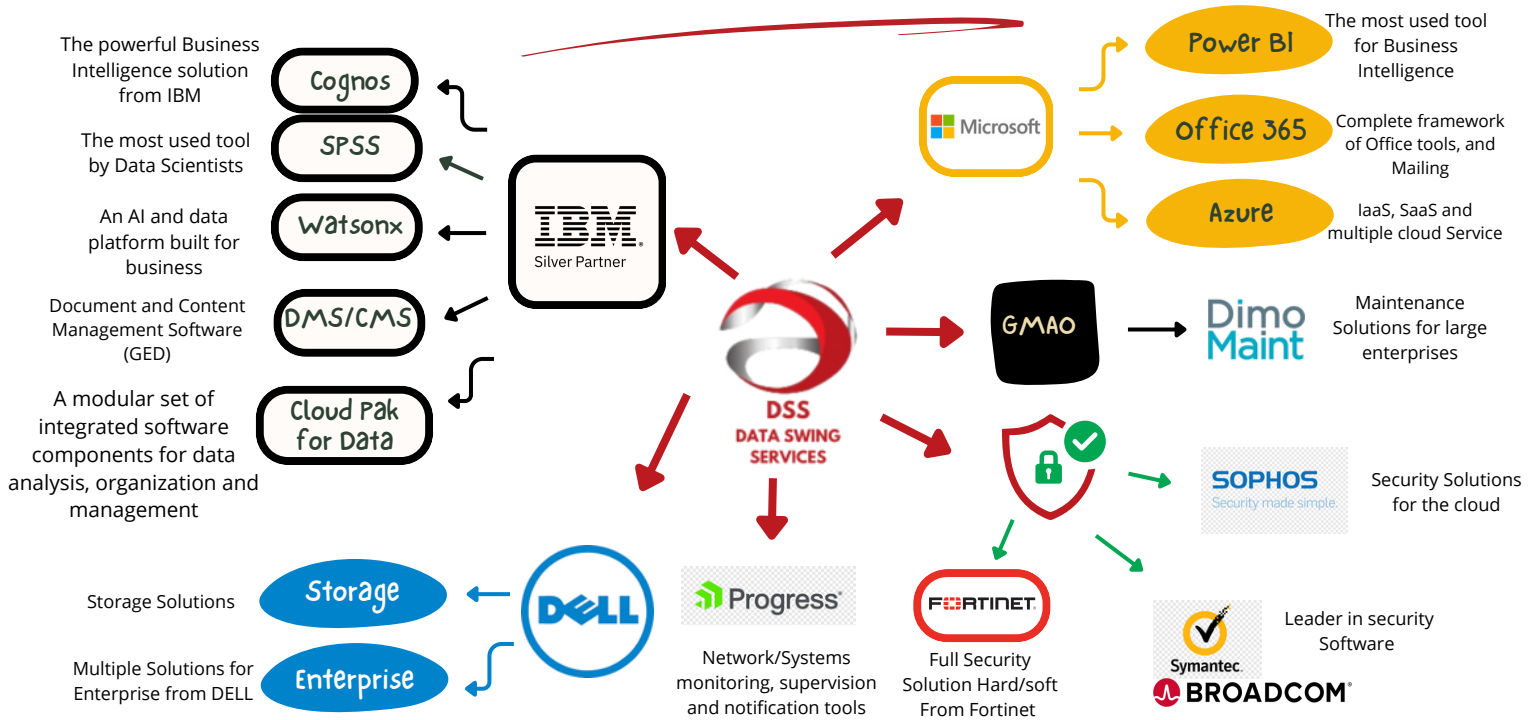 The powerful Business
Intelligence solution
from IBM
Cognos
The most used tool
by Data Scientists
SPSS
An AI and data
platform built for
business
Watsonx
Document and Content
Management Software
(GED)
DMS/CMS
A modular set of
integrated software
components for data
analysis, organization and
management
Cloud Pak
for Data
IBM.
Silver Partner
Microsoft
Power BI
The most used tool
for Business
Intelligence
Office 365
Complete framework
of Office tools, and
Mailing
Azure
IaaS, SaaS and
multiple cloud Service
DSS
DATA SWING
SERVICES
GMAO
Dimo
Maint
Maintenance
Solutions for large
enterprises
SOPHOS
Security made simple.
Security Solutions
for the cloud
Storage Solutions
Storage
Multiple Solutions for
Enterprise from DELL
Enterprise
DELL
Progress®
Network/Systems
monitoring, supervision
and notification tools
FORTINET
Full Security
Solution Hard/soft
From Fortinet
Symantec.
BROADCOM®
Leader in security
Software